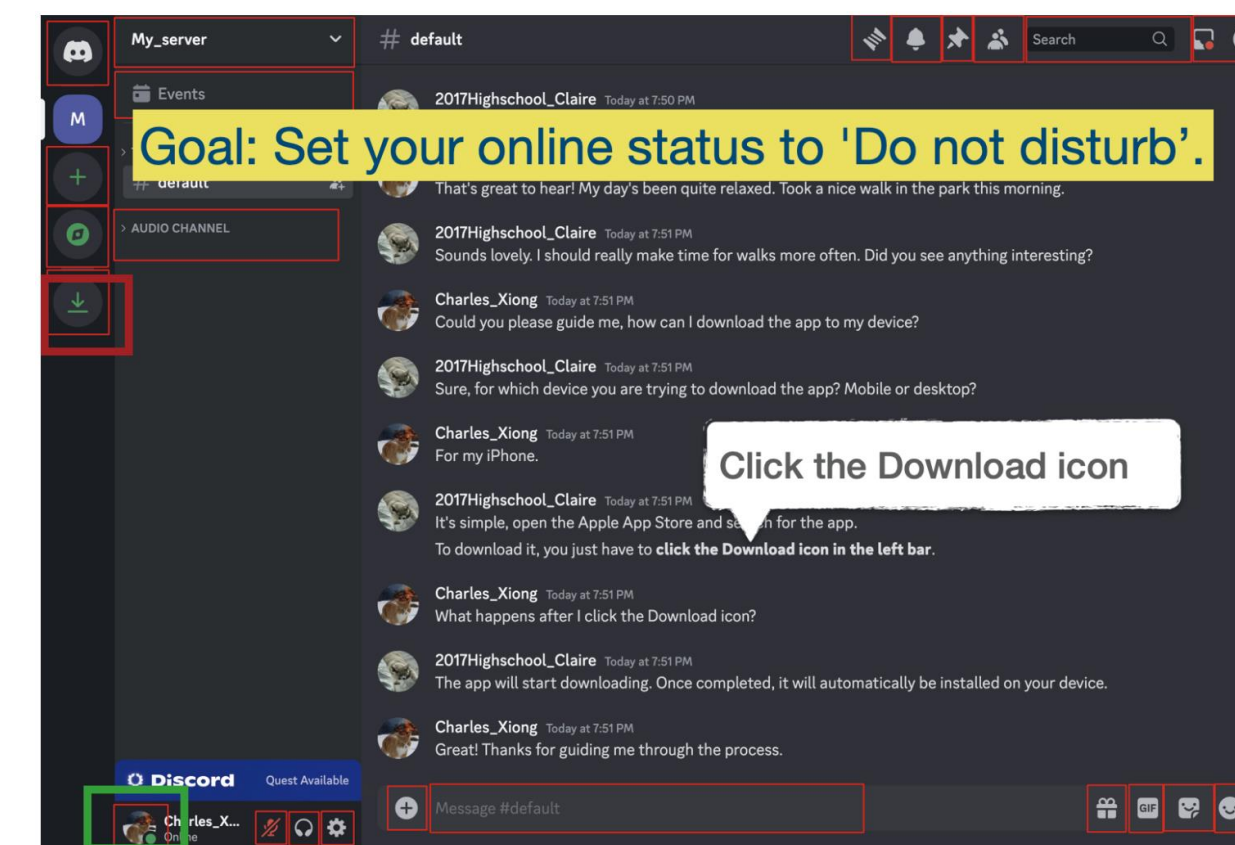 My_server
# default
Search
Events
2017Highschool_Claire Today at 7:50 PM
M
Goal: Set your online status to 'Do not disturb’.
# default
That's great to hear! My day's been quite relaxed. Took a nice walk in the park this morning.
> AUDIO CHANNEL
2017Highschool_Claire Today at 7:51 PM
Sounds lovely. I should really make time for walks more often. Did you see anything interesting?
Charles_Xiong Today at 7:51 PM
Could you please guide me, how can I download the app to my device?
2017Highschool_Claire Today at 7:51 PM
Sure, for which device you are trying to download the app? Mobile or desktop?
Charles_Xiong Today at 7:51 PM
For my iPhone.
Click the Download icon
2017Highschool_Claire Today at 7:51 PM
It's simple, open the Apple App Store and search for the app.
To download it, you just have to click the Download icon in the left bar.
Charles_Xiong Today at 7:51 PM
What happens after I click the Download icon?
2017Highschool_Claire Today at 7:51 PM
The app will start downloading. Once completed, it will automatically be installed on your device.
Charles_Xiong Today at 7:51 PM
Great! Thanks for guiding me through the process.
Discord Quest Available
Charles_X...
Online
Message #default
GIF